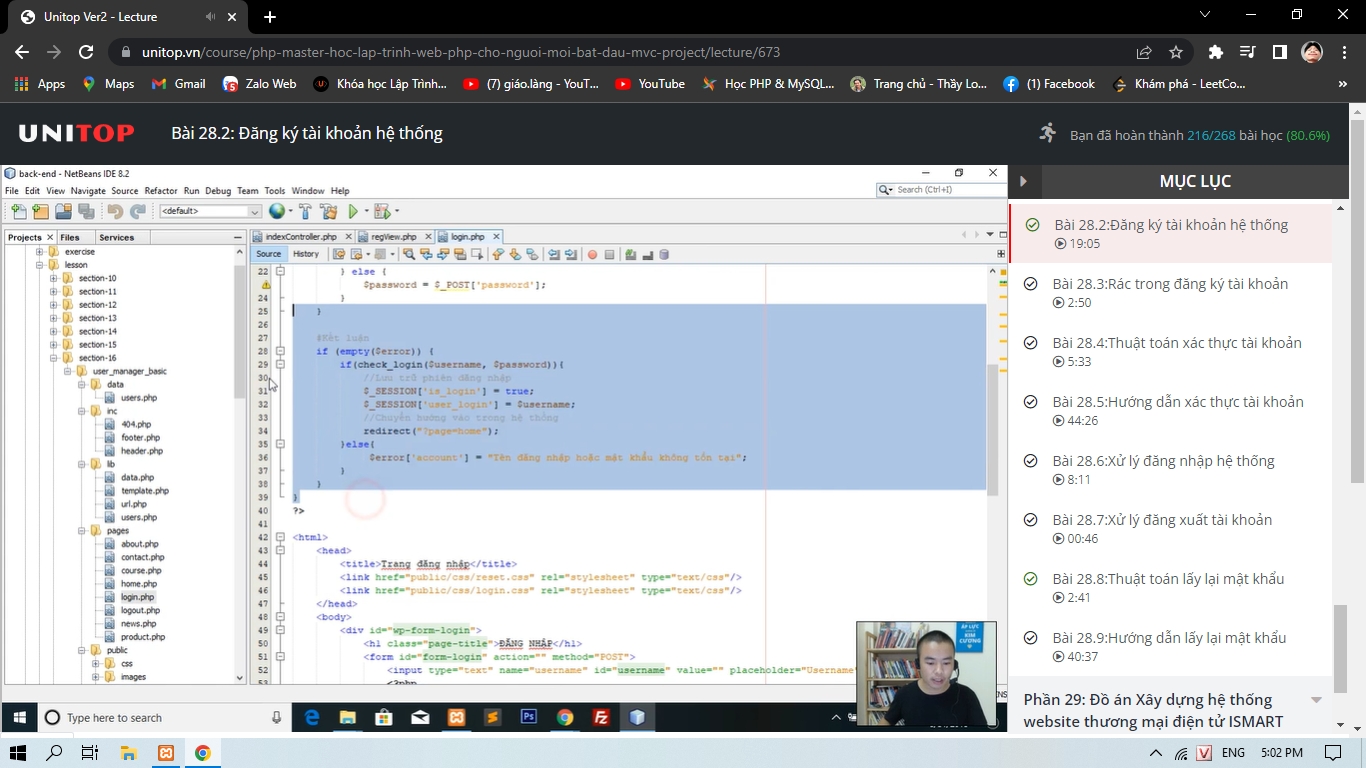 Unitop Ver2 - Lecture
unitop.vn/course/php-master-hoc-lap-trinh-web-php-cho-nguoi-moi-bat-dau-mvc-project/lecture/673
Apps Maps Gmail Zalo Web Khóa học Lập Trình... (7) giáo.làng - YouT... YouTube Học PHP & MySQL... Trang chủ - Thầy Lo... (1) Facebook Khám phá - LeetCo... »
UNITOP Bài 28.2: Đăng ký tài khoản hệ thống Bạn đã hoàn thành 216/268 bài học (80.6%)
back-end - NetBeans IDE 8.2
File Edit View Navigate Source Refactor Run Debug Team Tools Window Help
Search (Ctrl+I)
<default>
Projects Files Services
exercise
lesson
section-10
section-11
section-12
section-13
section-14
section-15
section-16
user_manager_basic
data
users.php
inc
404.php
footer.php
header.php
lib
data.php
template.php
url.php
users.php
pages
about.php
contact.php
course.php
home.php
login.php
logout.php
news.php
product.php
public
css
images
indexController.php regView.php login.php
Source History
22 } else {
$password = $_POST['password'];
24 }
25 }
26
27 #Kết luận
28 if (empty($error)) {
29 if(check_login($username, $password)){
30 //Lưu trữ phiên đăng nhập
31 $_SESSION['is_login'] = true;
32 $_SESSION['user_login'] = $username;
33 //Chuyển hướng vào trong hệ thống
34 redirect("?page=home");
35 }else{
36 $error['account'] = "Tên đăng nhập hoặc mật khẩu không tồn tại";
37 }
38 }
39 }
40 ?>
41
42 <html>
43 <head>
44 <title>Trang đăng nhập</title>
45 <link href="public/css/reset.css" rel="stylesheet" type="text/css"/>
46 <link href="public/css/login.css" rel="stylesheet" type="text/css"/>
47 </head>
48 <body>
49 <div id="wp-form-login">
50 <h1 class="page-title">ĐĂNG NHẬP</h1>
51 <form id="form-login" action="" method="POST">
52 <input type="text" name="username" id="username" value="" placeholder="Username"
53 <?php
Type here to search
MỤC LỤC
Bài 28.2:Đăng ký tài khoản hệ thống
19:05
Bài 28.3:Rác trong đăng ký tài khoản
2:50
Bài 28.4:Thuật toán xác thực tài khoản
5:33
Bài 28.5:Hướng dẫn xác thực tài khoản
44:26
Bài 28.6:Xử lý đăng nhập hệ thống
8:11
Bài 28.7:Xử lý đăng xuất tài khoản
00:46
Bài 28.8:Thuật toán lấy lại mật khẩu
2:41
Bài 28.9:Hướng dẫn lấy lại mật khẩu
40:37
Phần 29: Đồ án Xây dựng hệ thống
website thương mại điện tử ISMART
ENG 5:02 PM